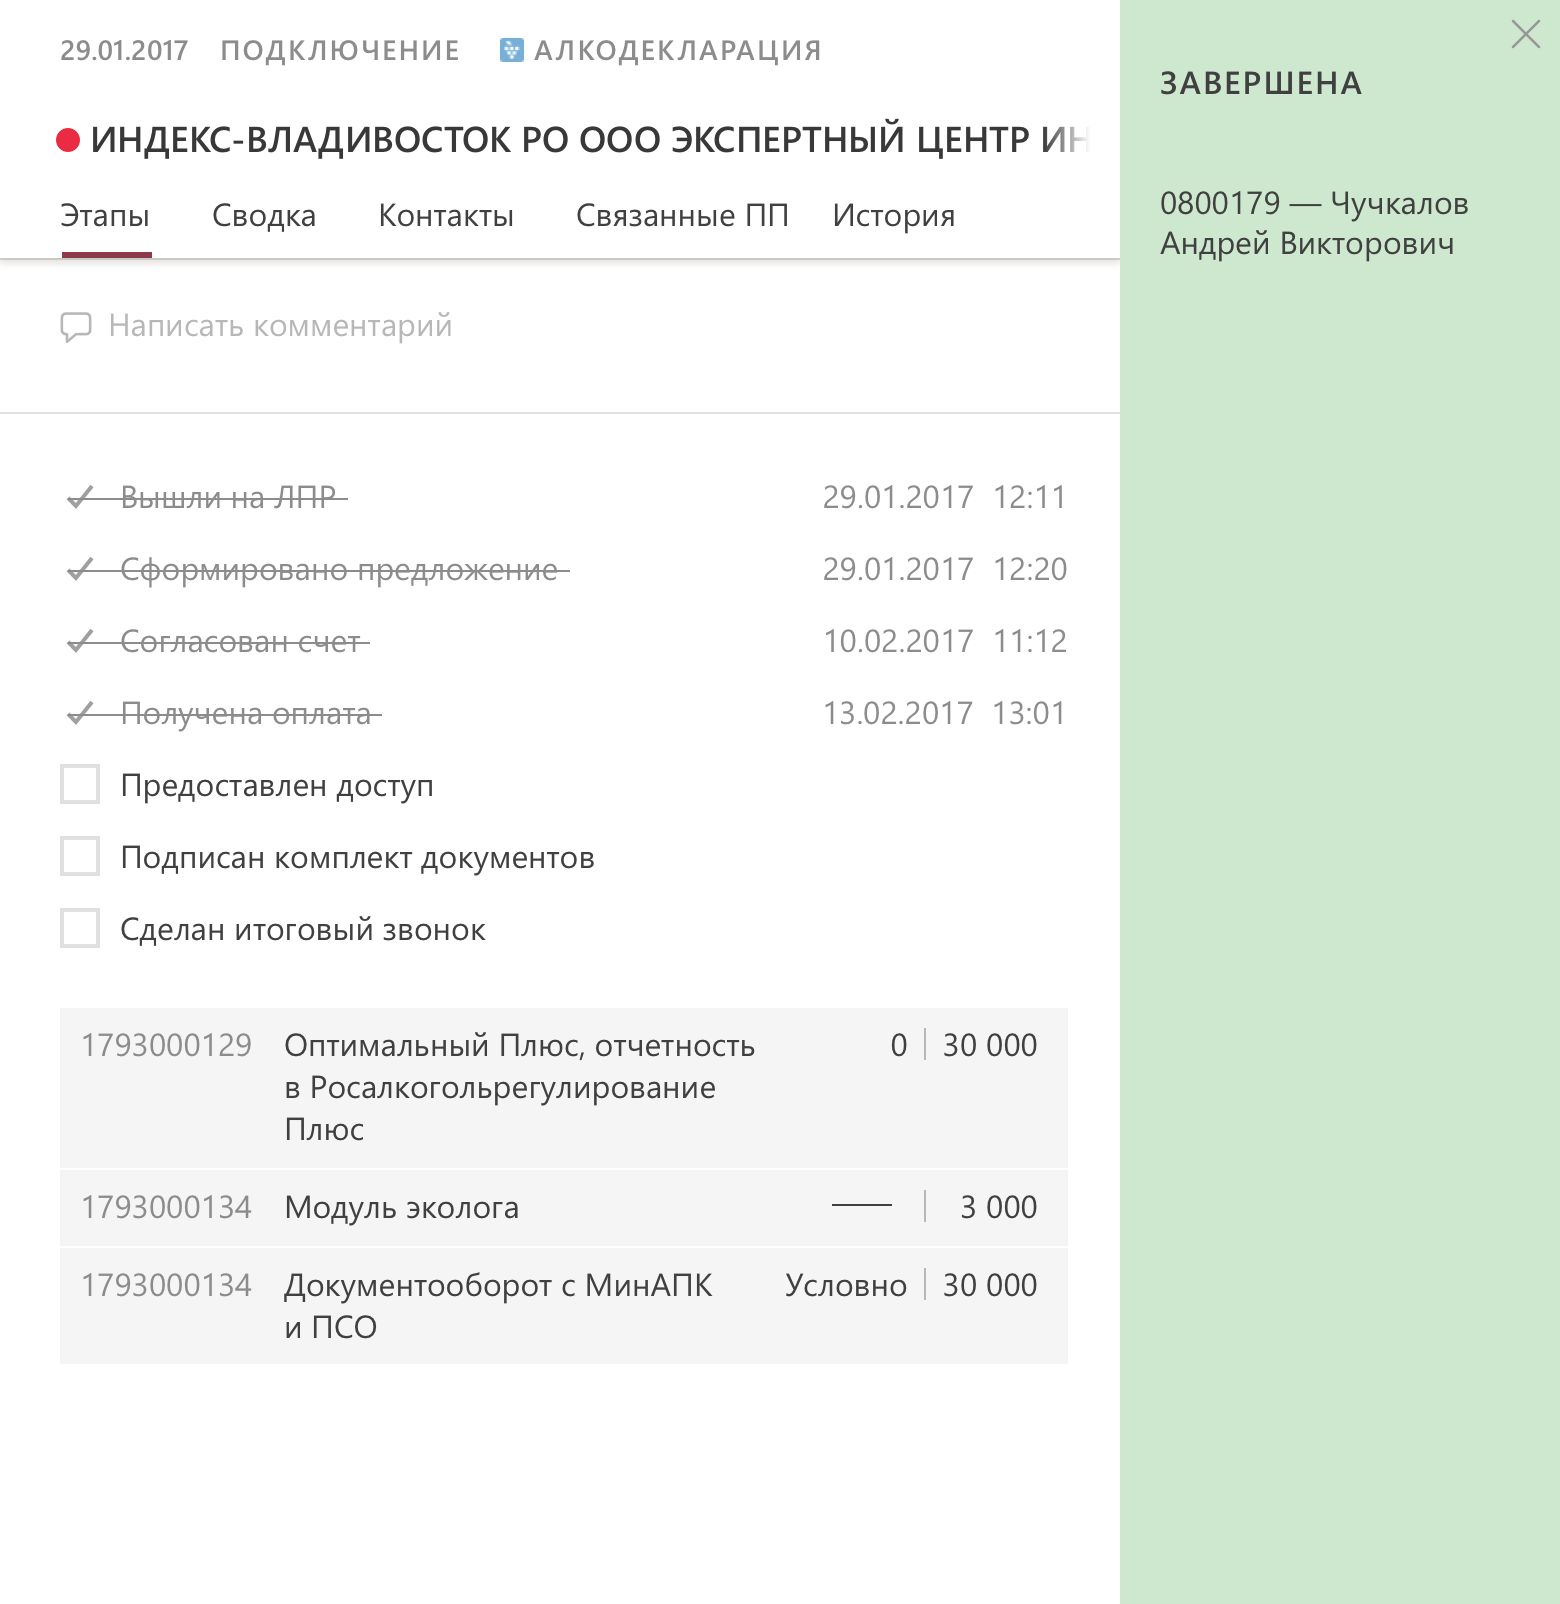 29.01.2017 ПОДКЛЮЧЕНИЕ АЛКОДЕКЛАРАЦИЯ
ИНДЕКС-ВЛАДИВОСТОК РО ООО ЭКСПЕРТНЫЙ ЦЕНТР ИН
Этапы Сводка Контакты Связанные ПП История
Написать комментарий
Вышли на ЛПР 29.01.2017 12:11
Сформировано предложение 29.01.2017 12:20
Согласован счет 10.02.2017 11:12
Получена оплата 13.02.2017 13:01
Предоставлен доступ
Подписан комплект документов
Сделан итоговый звонок
1793000129 Оптимальный Плюс, отчетность 0 30 000
в Росалкогольрегулирование
Плюс
1793000134 Модуль эколога — 3 000
1793000134 Документооборот с МинАПК Условно 30 000
и ПСО
ЗАВЕРШЕНА
0800179 — Чучкалов
Андрей Викторович